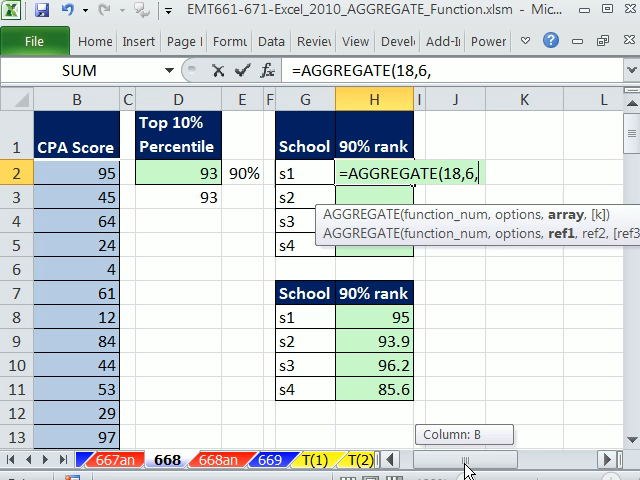 EMT661-671-Excel_2010_AGGREGATE_Function.xlsm - Mic...
File Home Insert Page Form Data Reviev View Devel Add-I Power
SUM =AGGREGATE(18,6,
B C D E F G H I J K L
1 CPA Score Top 10% Percentile School 90% rank
2 95 93 90% s1 =AGGREGATE(18,6,
3 45 93 s2
AGGREGATE(function_num, options, array, [k])
4 64 s3
AGGREGATE(function_num, options, ref1, ref2, [ref3
5 24 s4
6 4
7 61 School 90% rank
8 12 s1 95
9 84 s2 93.9
10 44 s3 96.2
11 53 s4 85.6
12 29
Column: B
13 97
667an 668 668an 669 T(1) T(2)